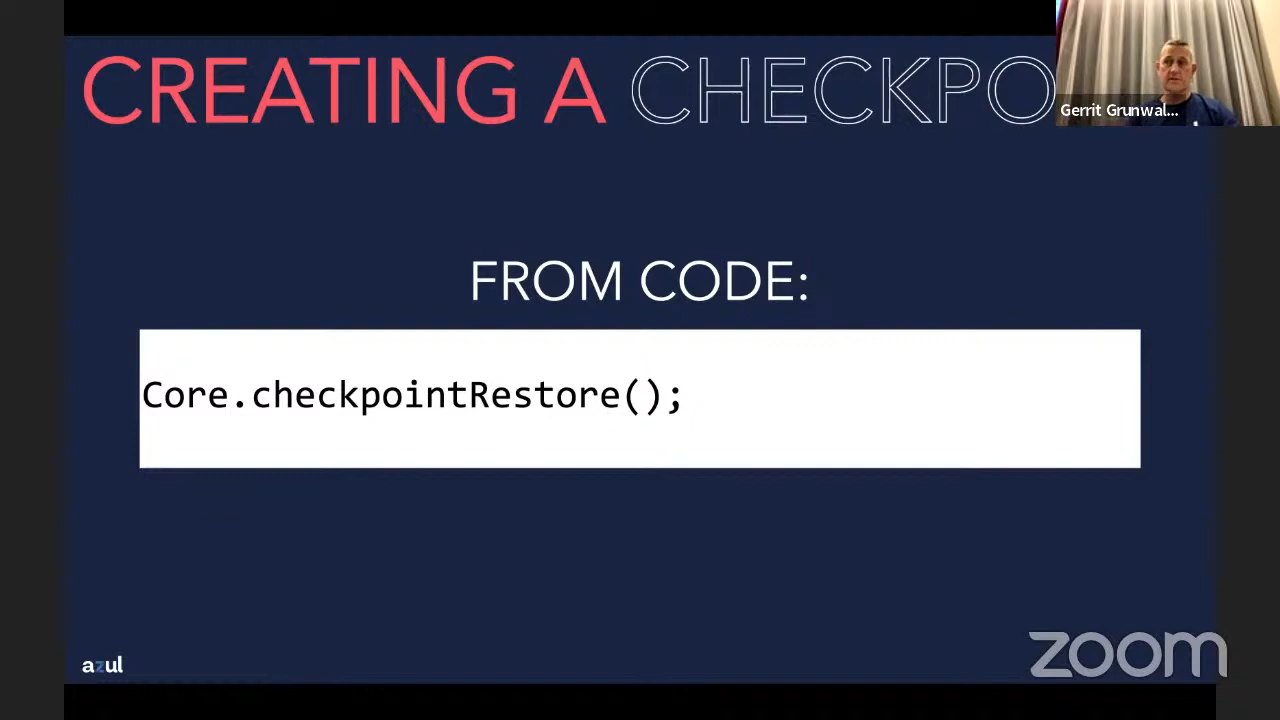 CREATING A CHECKPO
Gerrit Grunwal...
FROM CODE:
Core.checkpointRestore();
azul
zoom